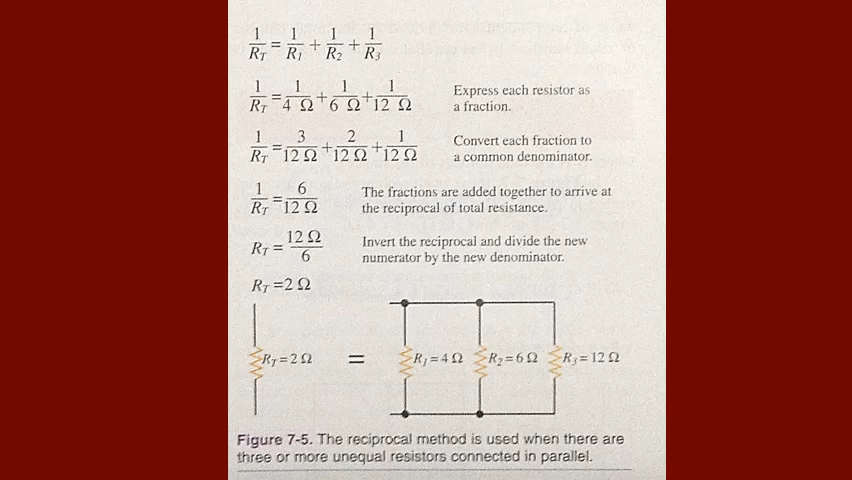 1/R_T = 1/R_1 + 1/R_2 + 1/R_3
1/R_T = 1/4 Ω + 1/6 Ω + 1/12 Ω Express each resistor as
a fraction.
1/R_T = 3/12 Ω + 2/12 Ω + 1/12 Ω Convert each fraction to
a common denominator.
1/R_T = 6/12 Ω The fractions are added together to arrive at
the reciprocal of total resistance.
R_T = 12 Ω/6 Invert the reciprocal and divide the new
numerator by the new denominator.
R_T =2 Ω
R_T = 2 Ω = R_1 = 4 Ω R_2 = 6 Ω R_3 = 12 Ω
Figure 7-5. The reciprocal method is used when there are
three or more unequal resistors connected in parallel.